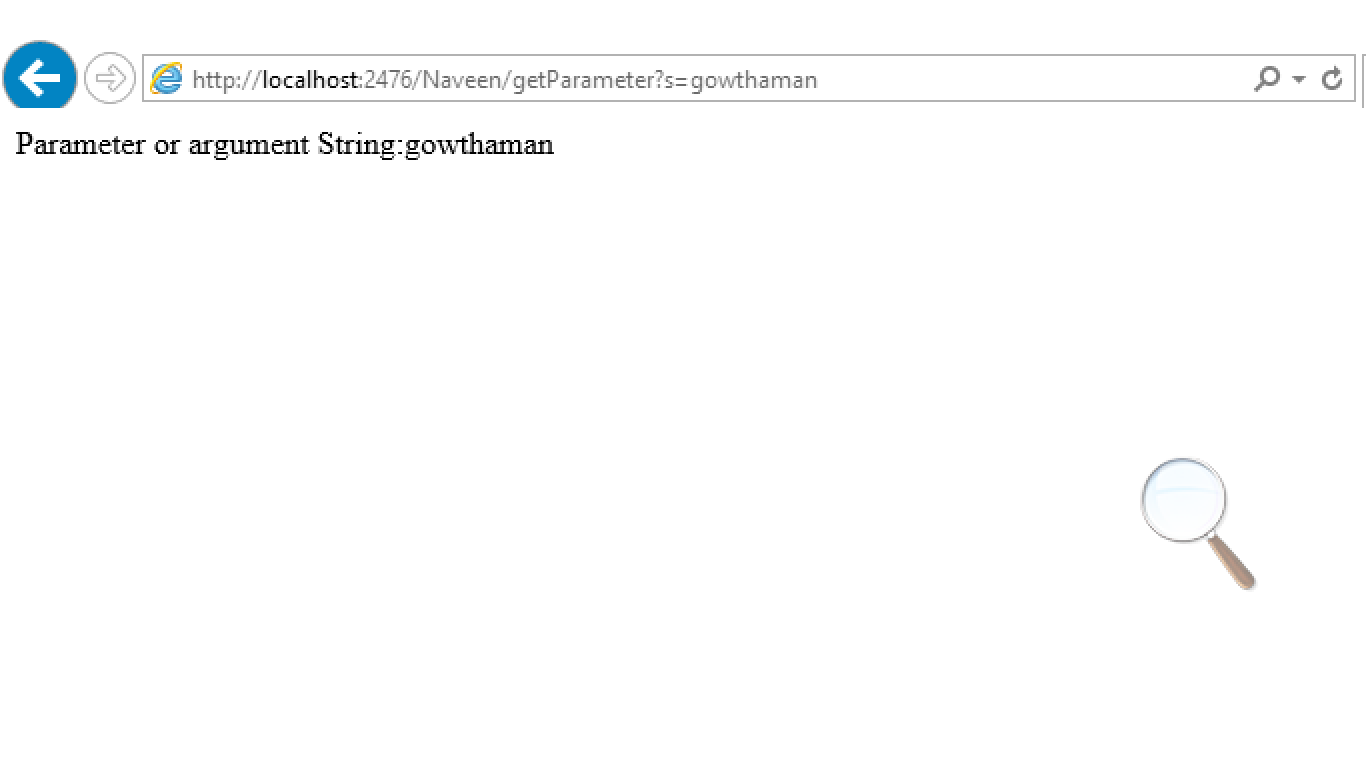 http://localhost:2476/Naveen/getParameter?s=gowthaman
Parameter or argument String:gowthaman